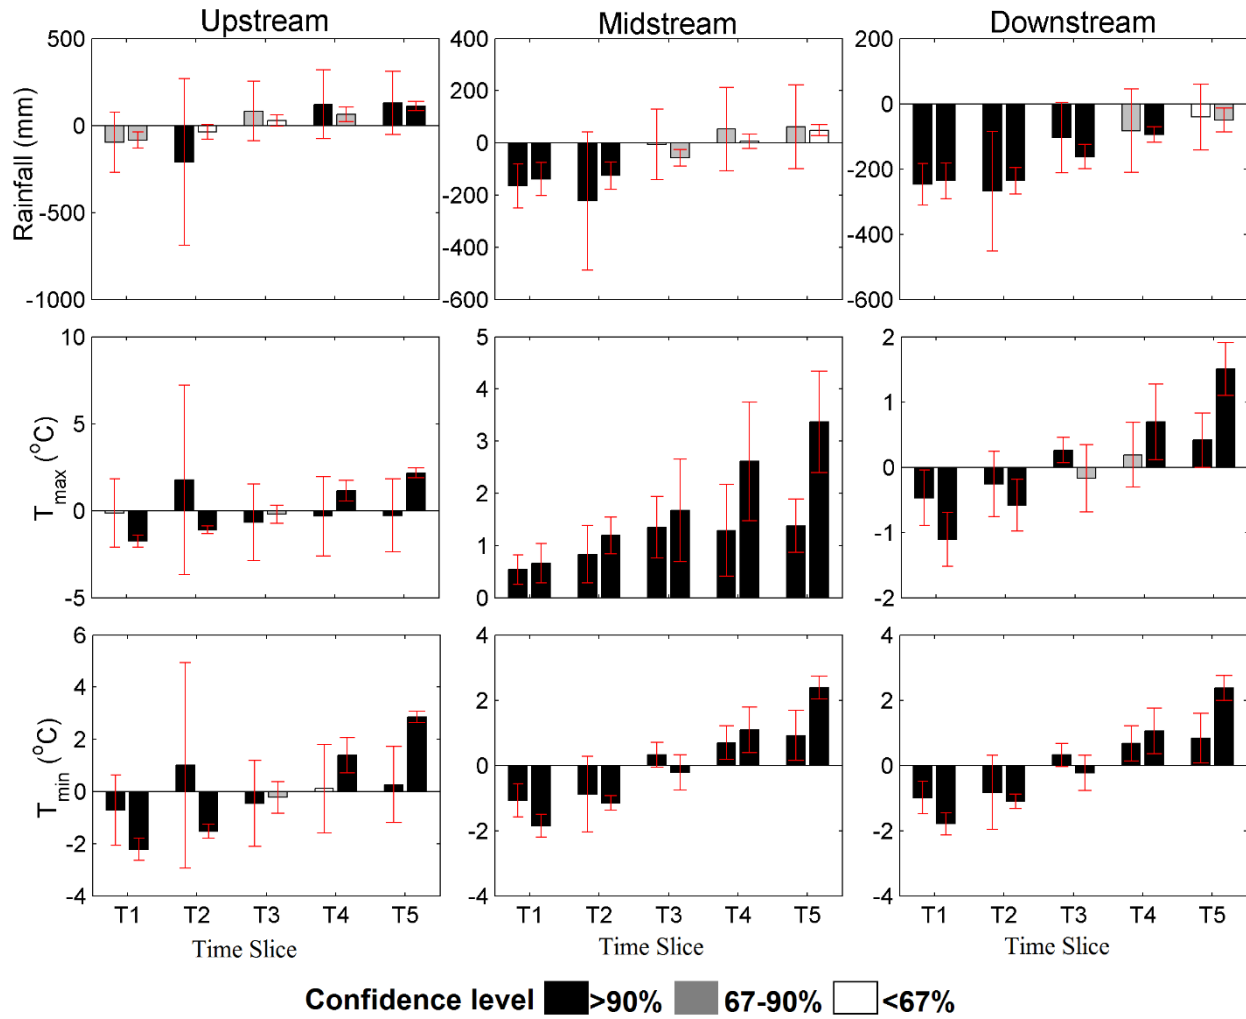 Upstream Midstream Downstream
500 400 200
0 200 0
-500 0 -200
-1000 -200 -400
-400 -600
-600
Rainfall (mm)
10 5 2
5 4 1
0 3 0
-5 2 -1
1 -2
0
Tmax (°C)
6 4 4
4 2 2
2 0 0
0 -2 -2
-2 -4 -4
-4
Tmin (°C)
T1 T2 T3 T4 T5 T1 T2 T3 T4 T5 T1 T2 T3 T4 T5
Time Slice Time Slice Time Slice
Confidence level >90% 67-90% <67%